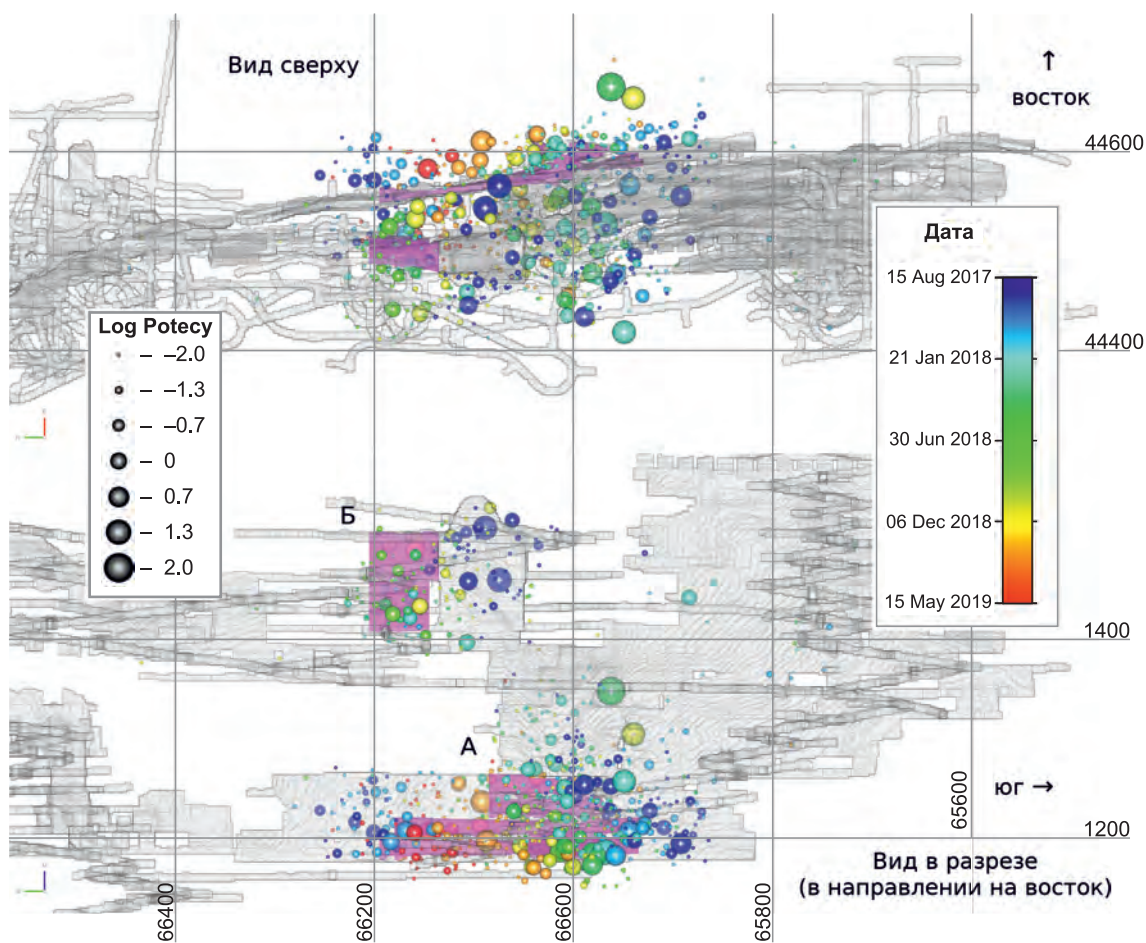 Вид сверху
↑
восток
44600
Дата
15 Aug 2017
21 Jan 2018
30 Jun 2018
06 Dec 2018
15 May 2019
44400
Log Potecy
– –2.0
– –1.3
– –0.7
– 0
– 0.7
– 1.3
– 2.0
Б
1400
А
юг →
65600
1200
Вид в разрезе
(в направлении на восток)
66400
66200
66600
65800